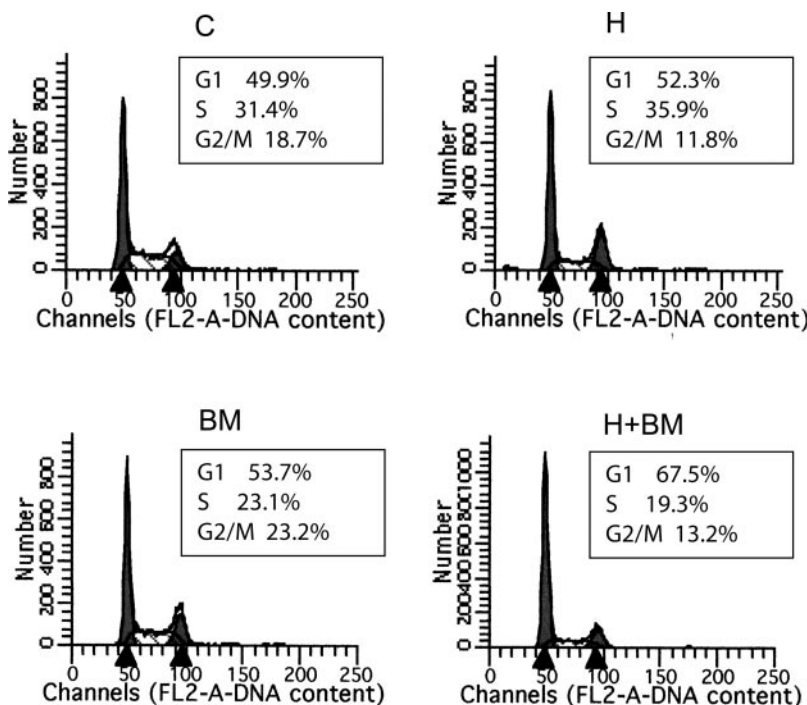 C
G1 49.9%
S 31.4%
G2/M 18.7%
Number
0 200 400 600 800
0 50 100 150 200 250
Channels (FL2-A-DNA content)
H
G1 52.3%
S 35.9%
G2/M 11.8%
Number
0 200 400 600 800
0 50 100 150 200 250
Channels (FL2-A-DNA content)
BM
G1 53.7%
S 23.1%
G2/M 23.2%
Number
0 200 400 600 800
0 50 100 150 200 250
Channels (FL2-A-DNA content)
H+BM
G1 67.5%
S 19.3%
G2/M 13.2%
Number
0 200 400 600 800 1000
0 50 100 150 200 250
Channels (FL2-A-DNA content)